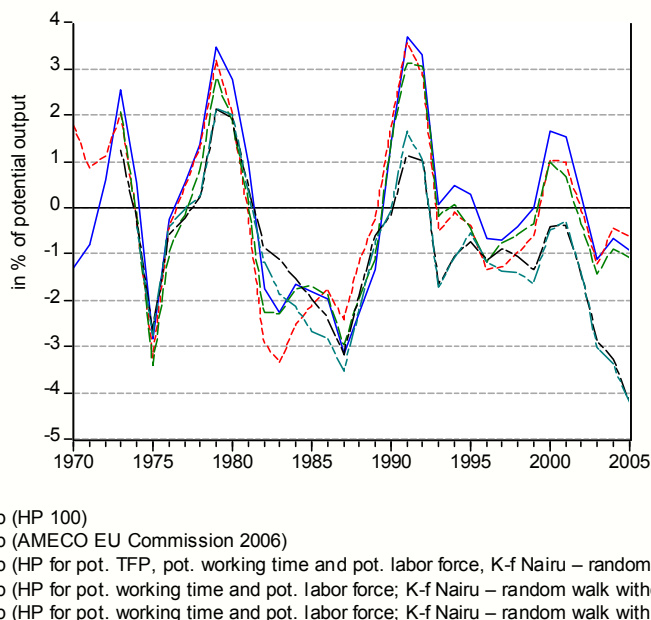 4
3
2
1
0
-1
-2
-3
-4
-5
in % of potential output
1970 1975 1980 1985 1990 1995 2000 2005
(HP 100)
(AMECO EU Commission 2006)
(HP for pot. TFP, pot. working time and pot. labor force, K-f Nairu – random
(HP for pot. working time and pot. labor force; K-f Nairu – random walk
(HP for pot. working time and pot. labor force; K-f Nairu – random walk with